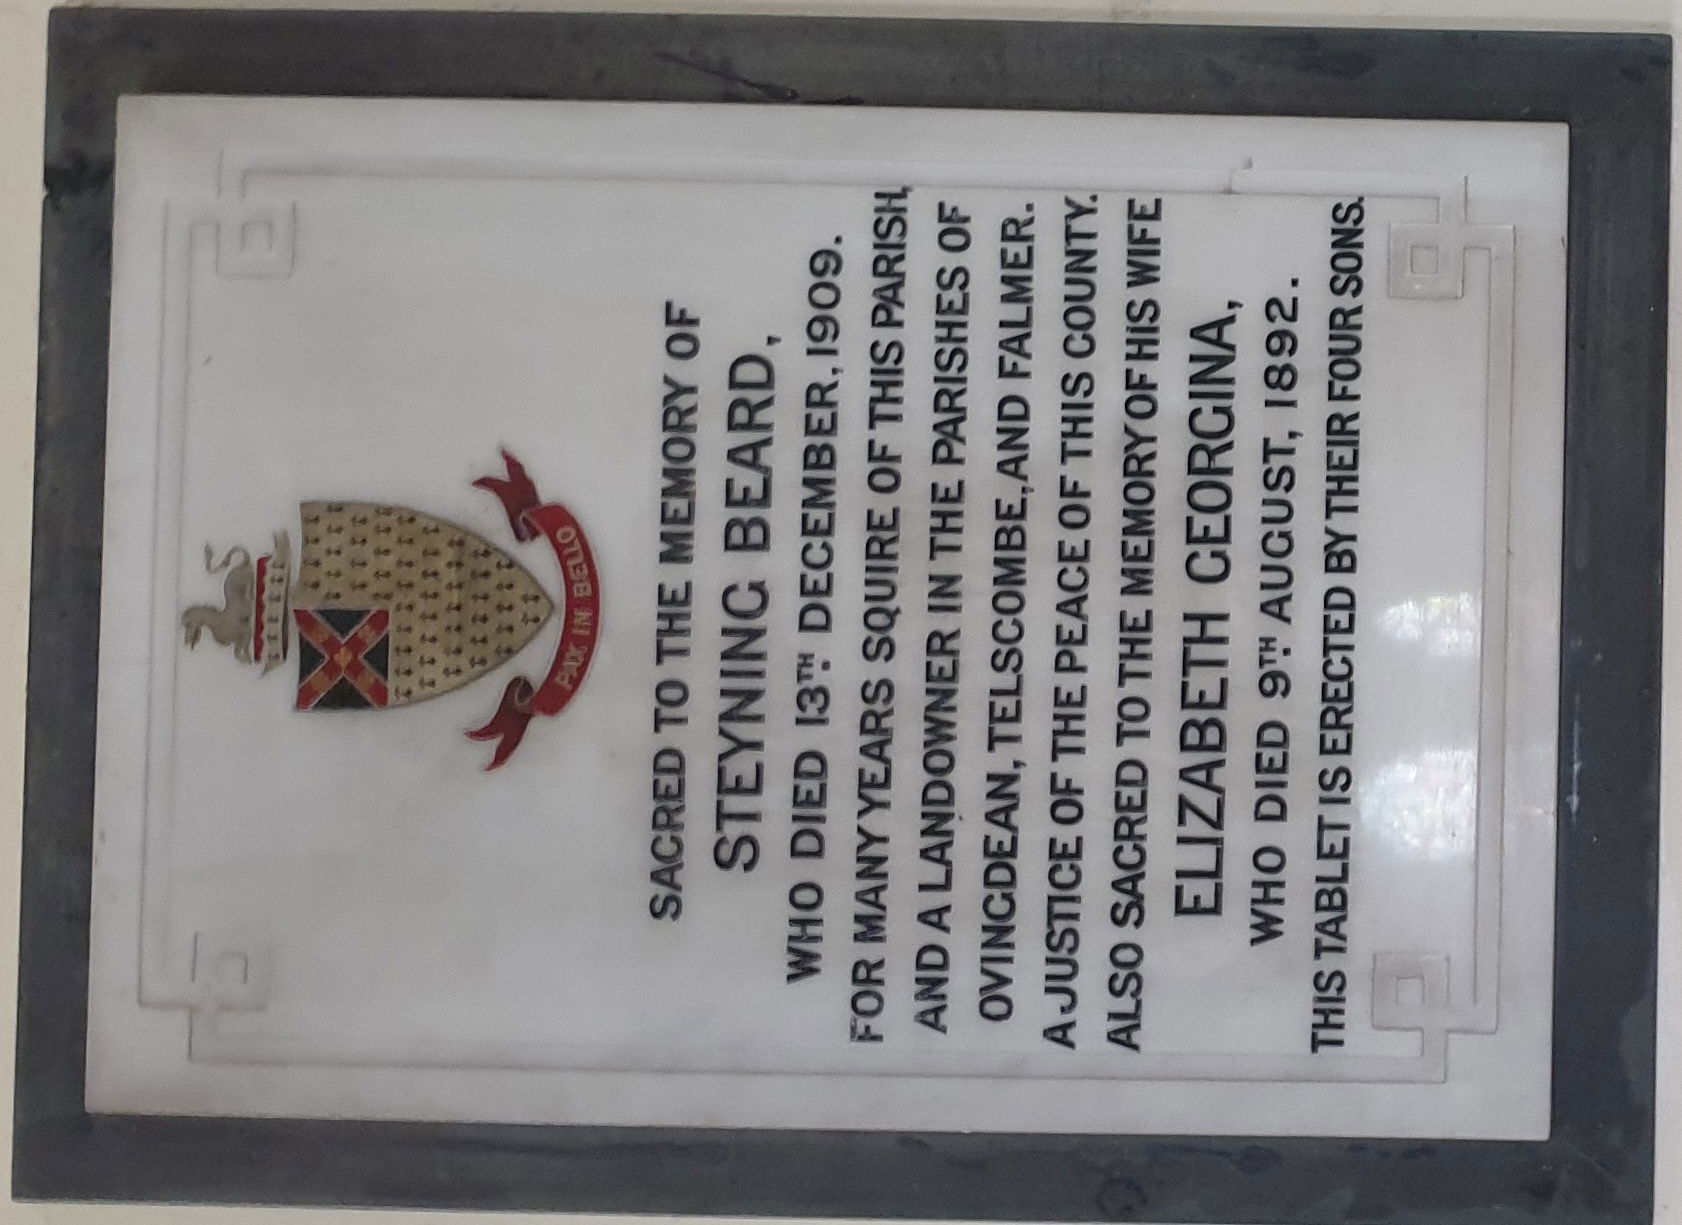 PAX IN BELLO
SACRED TO THE MEMORY OF
STEYNING BEARD,
WHO DIED 13TH. DECEMBER, 1909.
FOR MANY YEARS SQUIRE OF THIS PARISH,
AND A LANDOWNER IN THE PARISHES OF
OVINGDEAN, TELSCOMBE, AND FALMER.
A JUSTICE OF THE PEACE OF THIS COUNTY.
ALSO SACRED TO THE MEMORY OF HIS WIFE
ELIZABETH GEORGINA,
WHO DIED 9TH. AUGUST, 1892.
THIS TABLET IS ERECTED BY THEIR FOUR SONS.